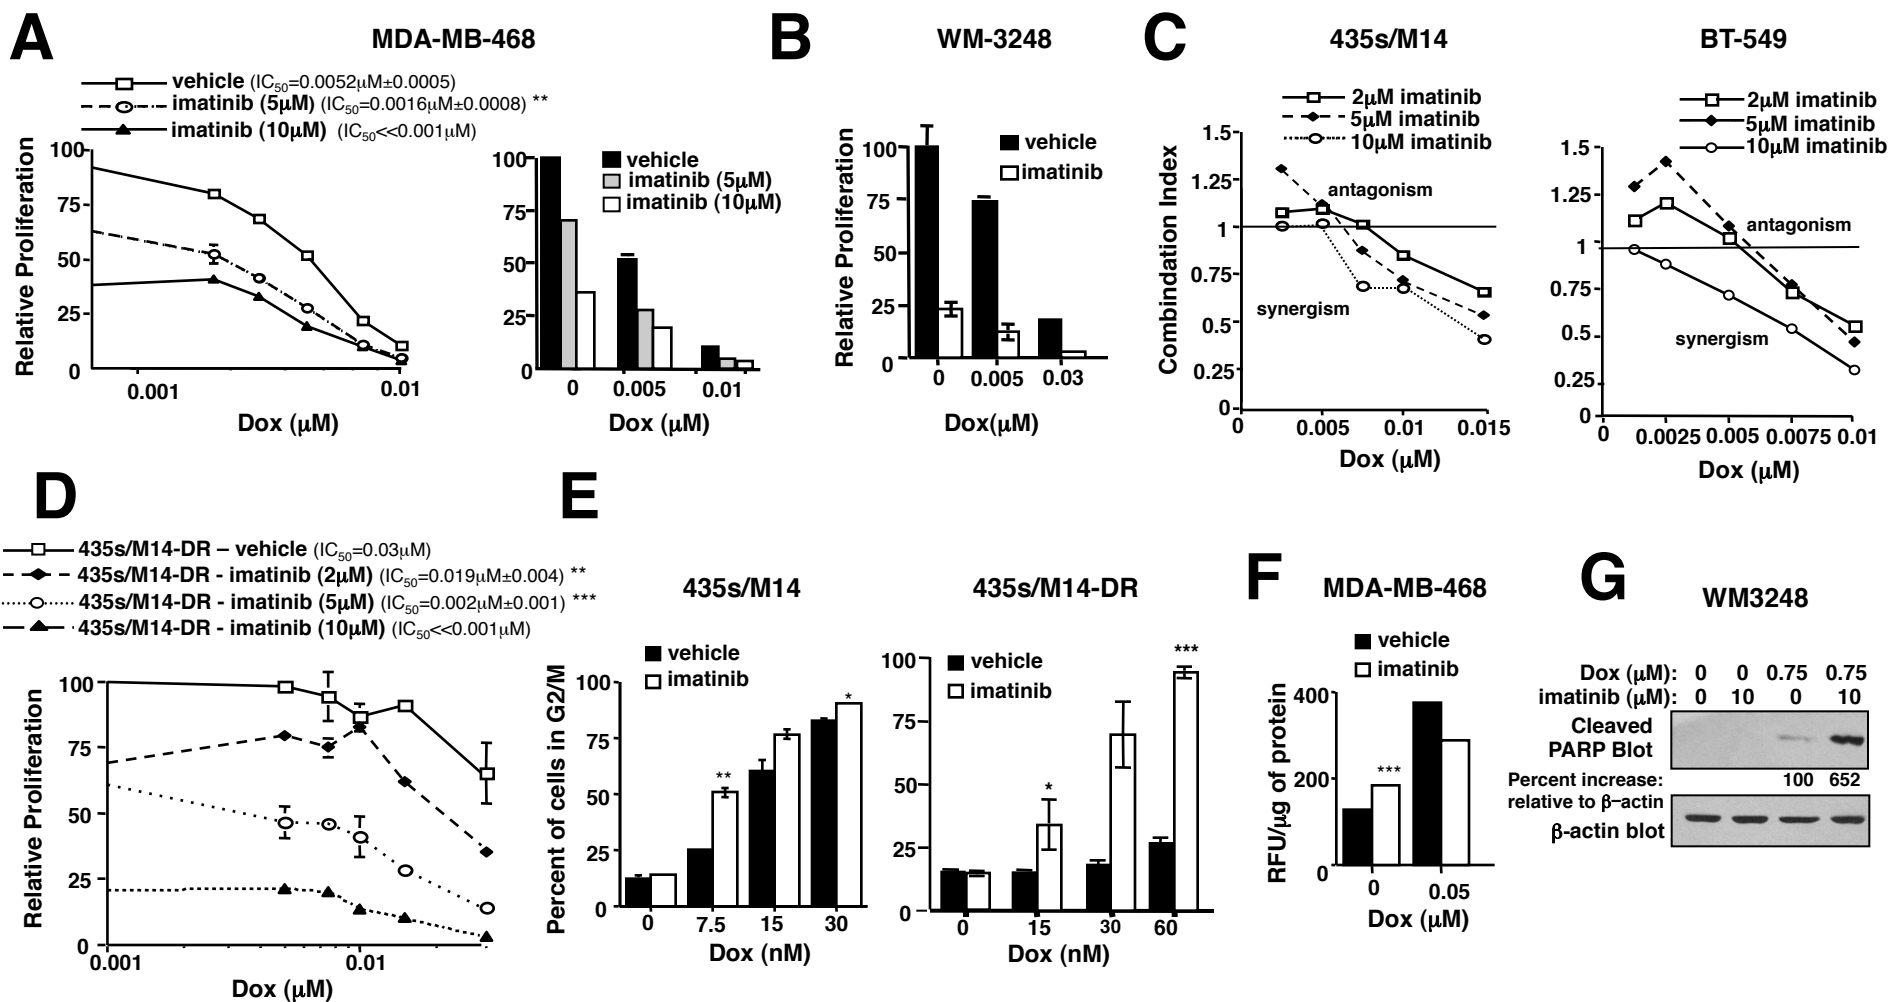 A
MDA-MB-468
vehicle (IC50=0.0052μM±0.0005)
imatinib (5μM) (IC50=0.0016μM±0.0008) **
imatinib (10μM) (IC50<<0.001μM)
Relative Proliferation
100
75
50
25
0
0.001
0.01
Dox (μM)
vehicle
imatinib (5μM)
imatinib (10μM)
100
75
50
25
0
0
0.005
0.01
Dox (μM)
B
WM-3248
vehicle
imatinib
Relative Proliferation
100
75
50
25
0
0
0.005
0.03
Dox(μM)
C
435s/M14
2μM imatinib
5μM imatinib
10μM imatinib
Combindation Index
1.5
1.25
1
0.75
0.5
0.25
0
antagonism
synergism
0
0.005
0.01
0.015
Dox (μM)
BT-549
2μM imatinib
5μM imatinib
10μM imatinib
1.5
1.25
1
0.75
0.5
0.25
0
antagonism
synergism
0
0.0025
0.005
0.0075
0.01
Dox (μM)
D
435s/M14-DR – vehicle (IC50=0.03μM)
435s/M14-DR - imatinib (2μM) (IC50=0.019μM±0.004) **
435s/M14-DR - imatinib (5μM) (IC50=0.002μM±0.001) ***
435s/M14-DR - imatinib (10μM) (IC50<<0.001μM)
Relative Proliferation
100
75
50
25
0
0.001
0.01
Dox (μM)
E
435s/M14
vehicle
imatinib
Percent of cells in G2/M
100
75
50
25
0
**
*
0
7.5
15
30
Dox (nM)
435s/M14-DR
vehicle
imatinib
100
75
50
25
0
*
***
0
15
30
60
Dox (nM)
F
MDA-MB-468
vehicle
imatinib
RFU/μg of protein
400
200
0
***
0
0.05
Dox (μM)
G
WM3248
Dox (μM): 0 0 0.75 0.75
imatinib (μM): 0 10 0 10
Cleaved
PARP Blot
Percent increase: 100 652
relative to β–actin
β-actin blot